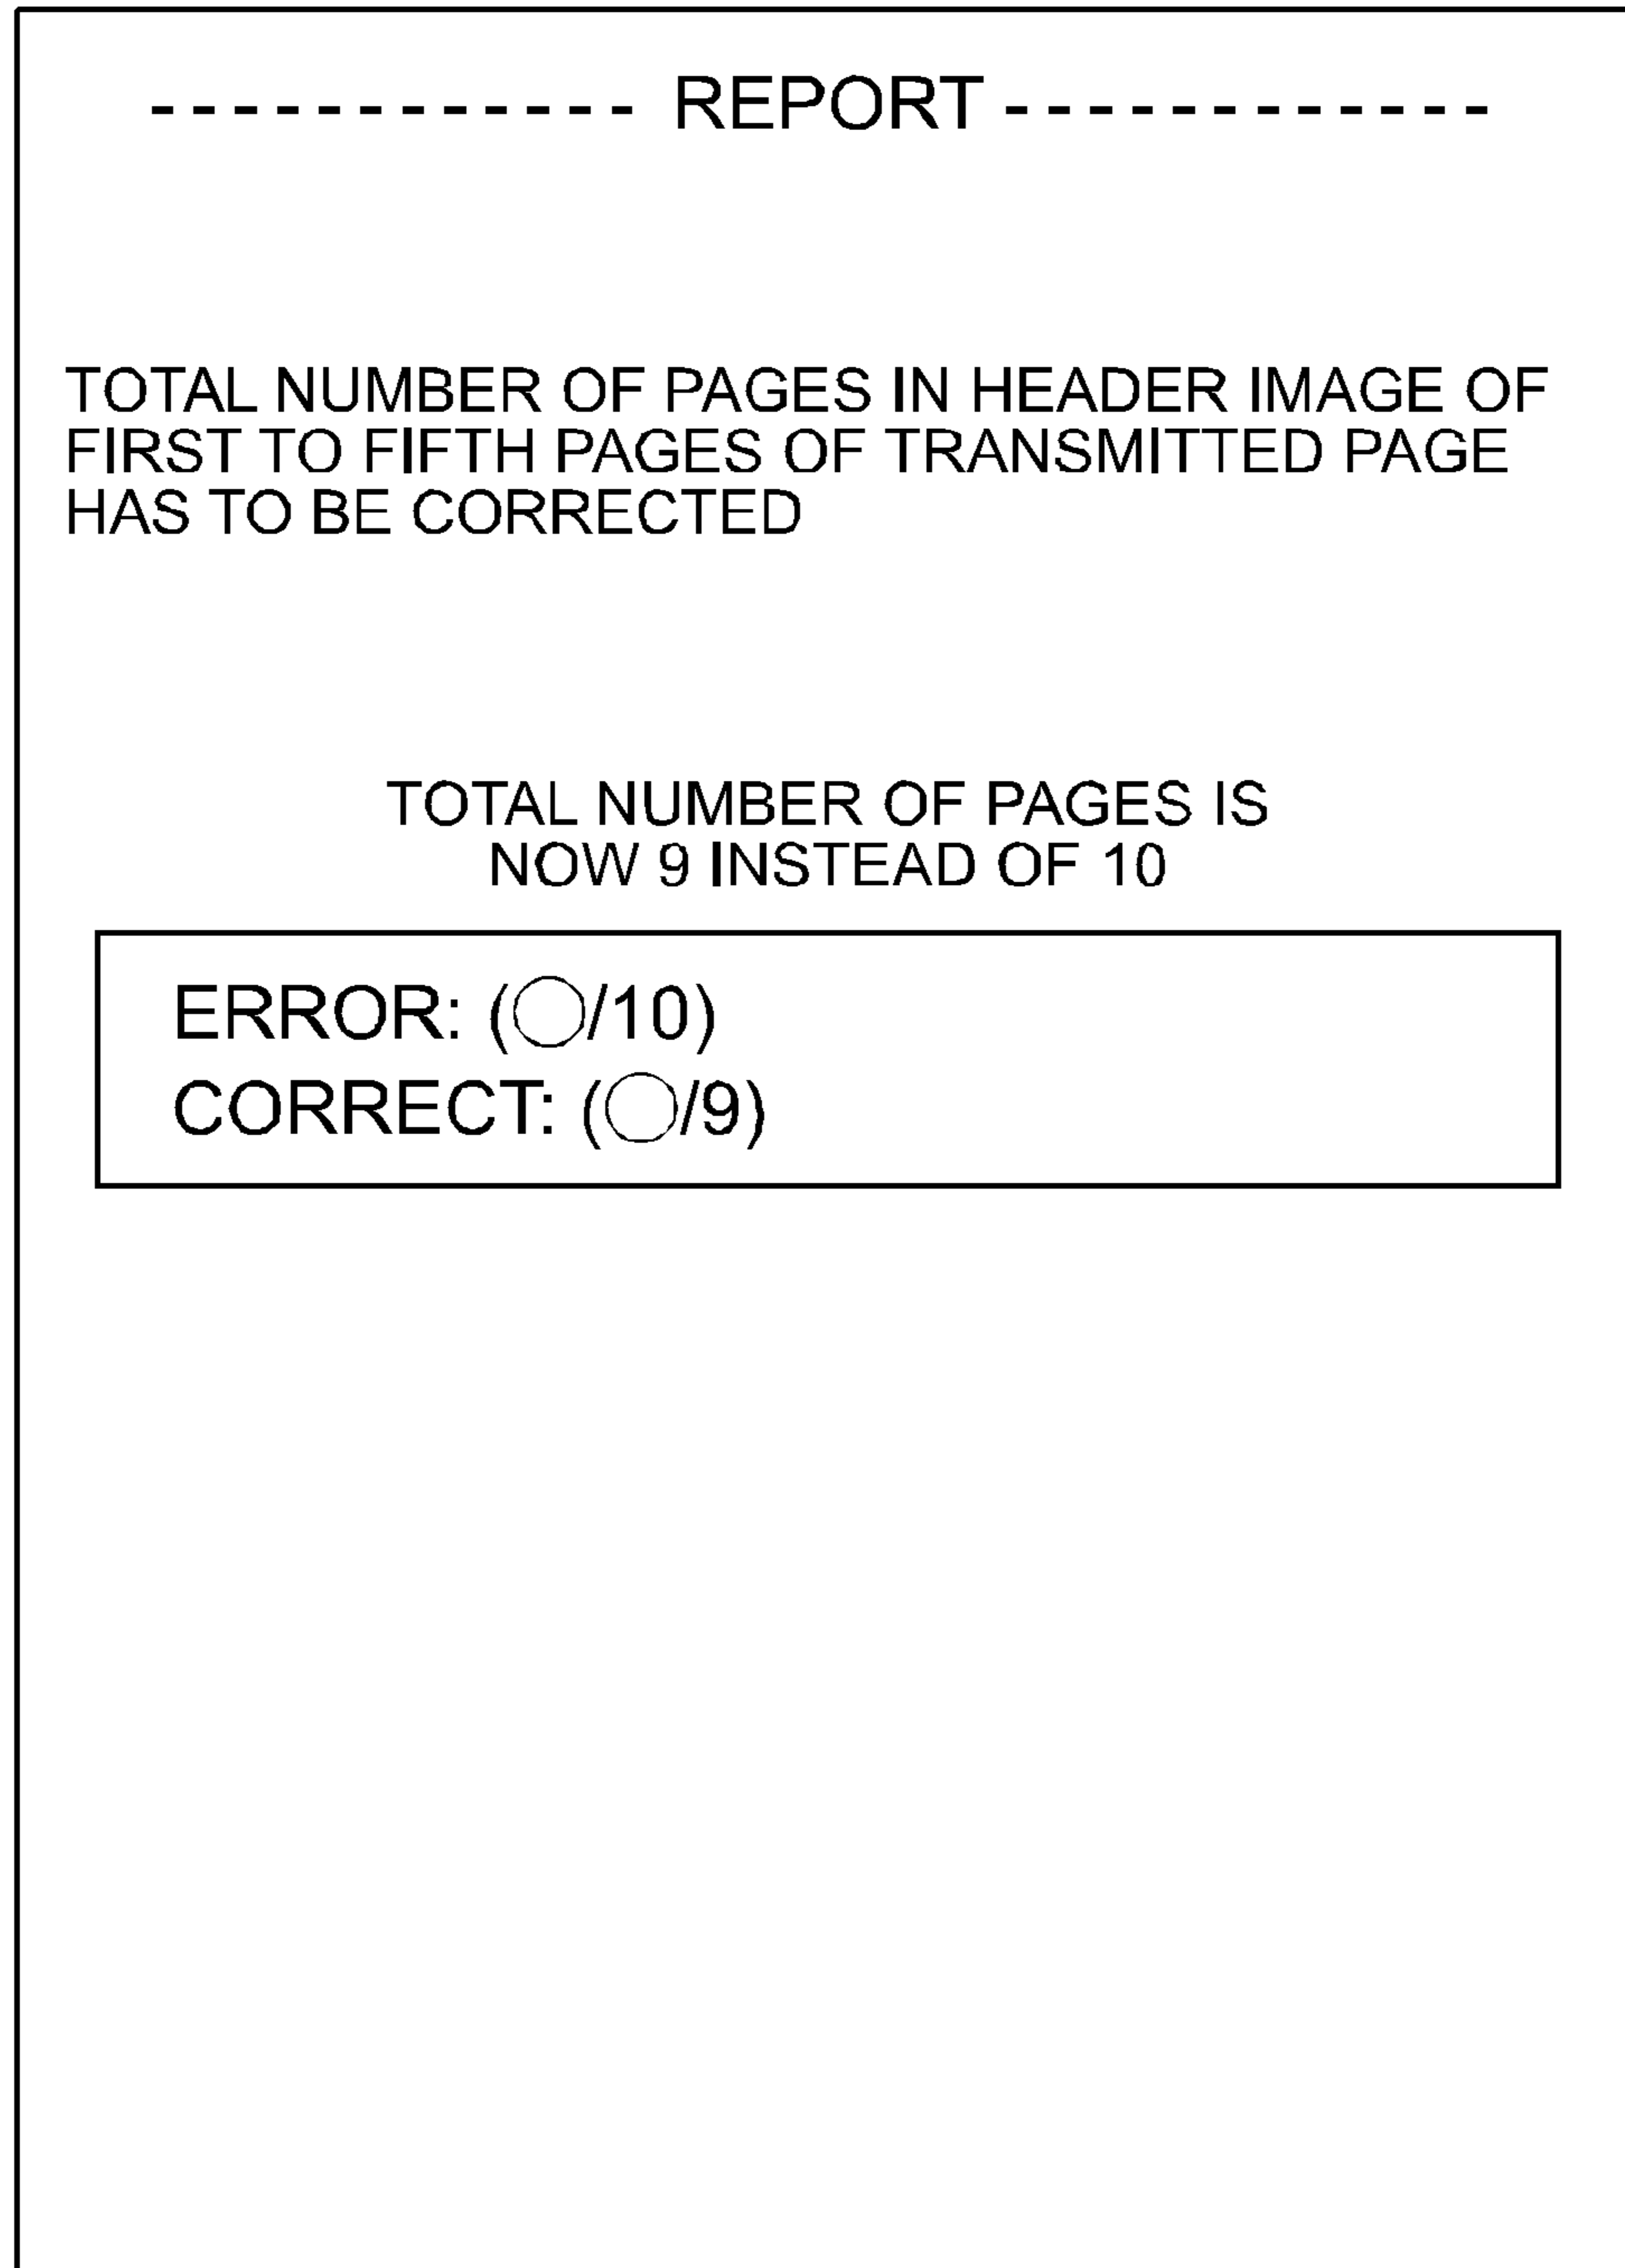 ------------ REPORT ------------
TOTAL NUMBER OF PAGES IN HEADER IMAGE OF
FIRST TO FIFTH PAGES OF TRANSMITTED PAGE
HAS TO BE CORRECTED
TOTAL NUMBER OF PAGES IS
NOW 9 INSTEAD OF 10
ERROR: (◯/10)
CORRECT: (◯/9)